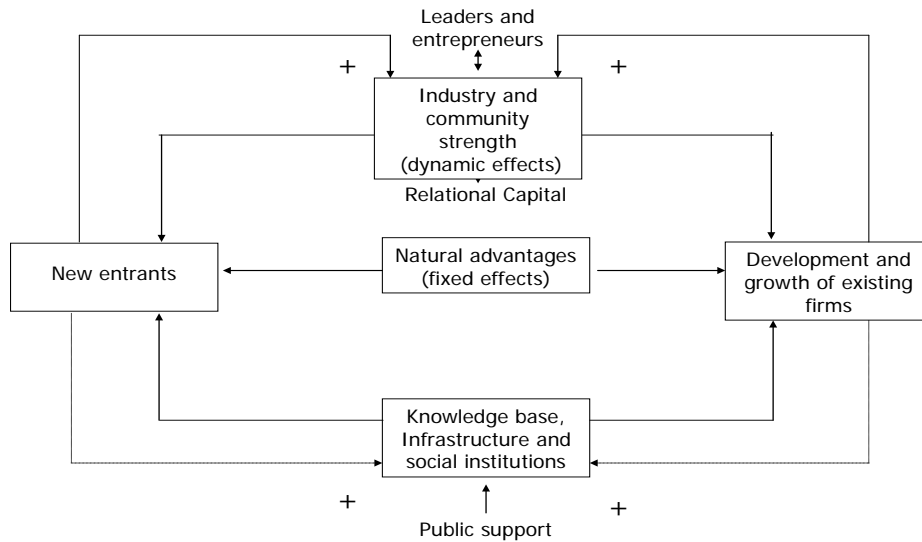 Leaders and
entrepreneurs
+ +
Industry and
community
strength
(dynamic effects)
Relational Capital
New entrants
Natural advantages
(fixed effects)
Development and
growth of existing
firms
Knowledge base,
Infrastructure and
social institutions
+ +
Public support